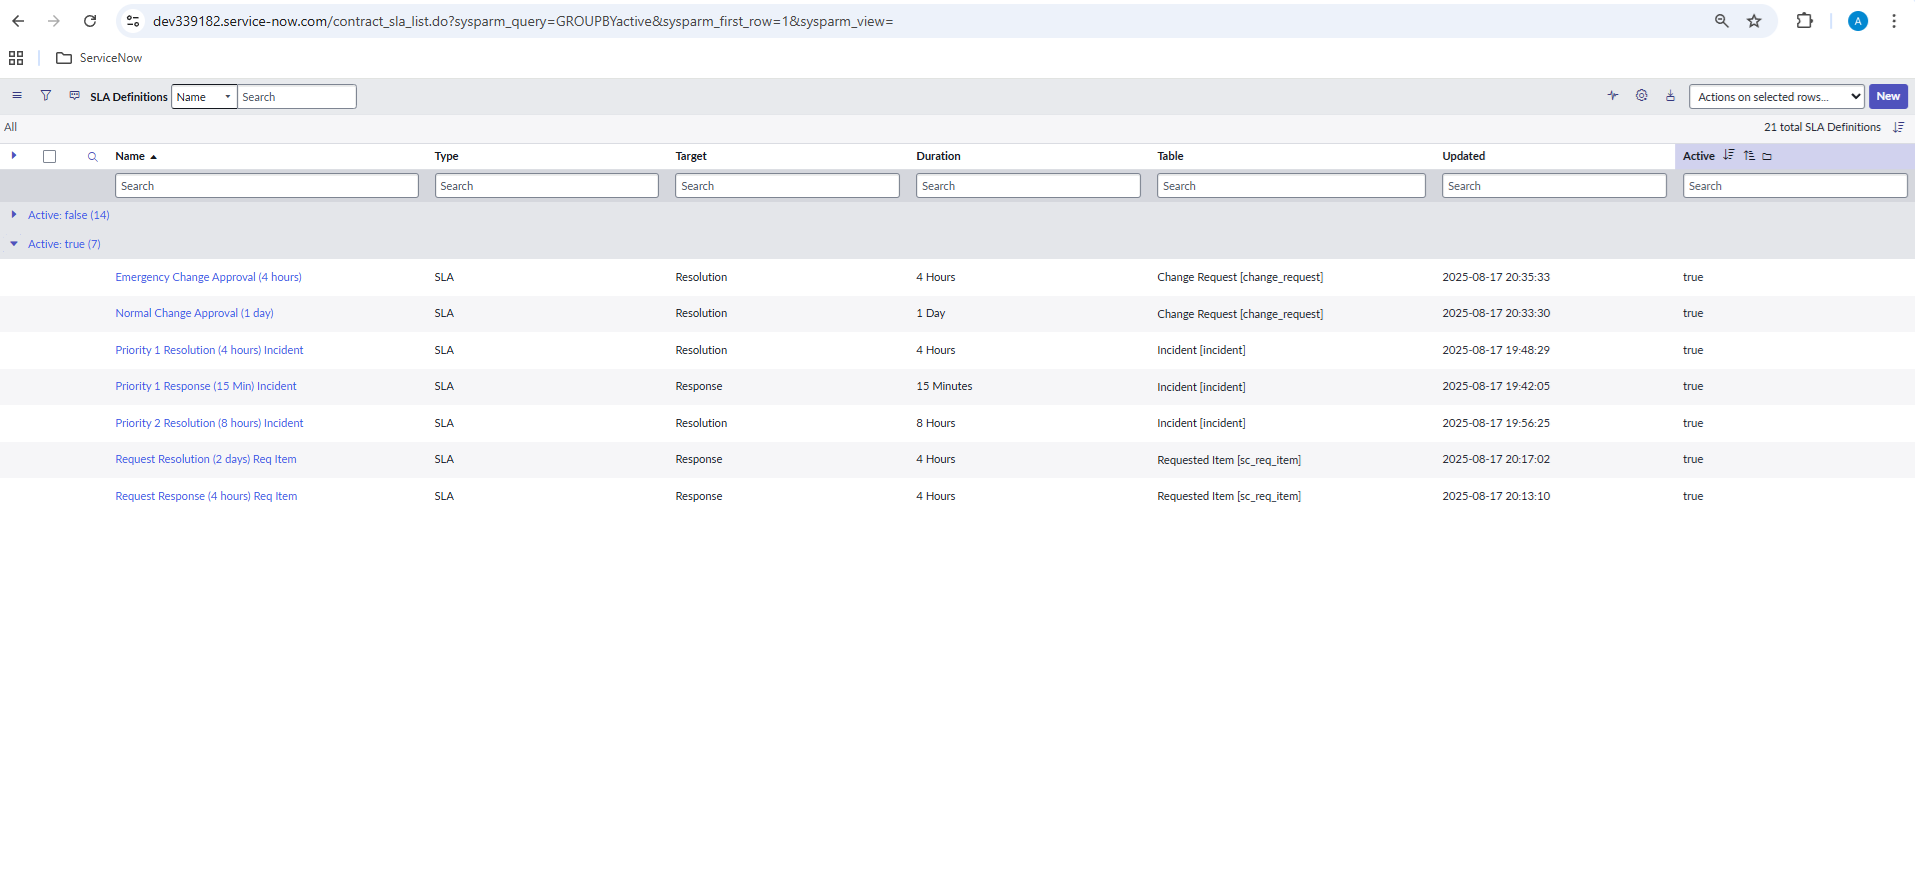 dev339182.service-now.com/contract_sla_list.do?sysparm_query=GROUPBYactive&sysparm_first_row=1&sysparm_view=
A
ServiceNow
SLA Definitions Name Search Actions on selected rows... New
All 21 total SLA Definitions
Name Type Target Duration Table Updated Active
Search Search Search Search Search Search Search
Active: false (14)
Active: true (7)
Emergency Change Approval (4 hours) SLA Resolution 4 Hours Change Request [change_request] 2025-08-17 20:35:33 true
Normal Change Approval (1 day) SLA Resolution 1 Day Change Request [change_request] 2025-08-17 20:33:30 true
Priority 1 Resolution (4 hours) Incident SLA Resolution 4 Hours Incident [incident] 2025-08-17 19:48:29 true
Priority 1 Response (15 Min) Incident SLA Response 15 Minutes Incident [incident] 2025-08-17 19:42:05 true
Priority 2 Resolution (8 hours) Incident SLA Resolution 8 Hours Incident [incident] 2025-08-17 19:56:25 true
Request Resolution (2 days) Req Item SLA Response 4 Hours Requested Item [sc_req_item] 2025-08-17 20:17:02 true
Request Response (4 hours) Req Item SLA Response 4 Hours Requested Item [sc_req_item] 2025-08-17 20:13:10 true